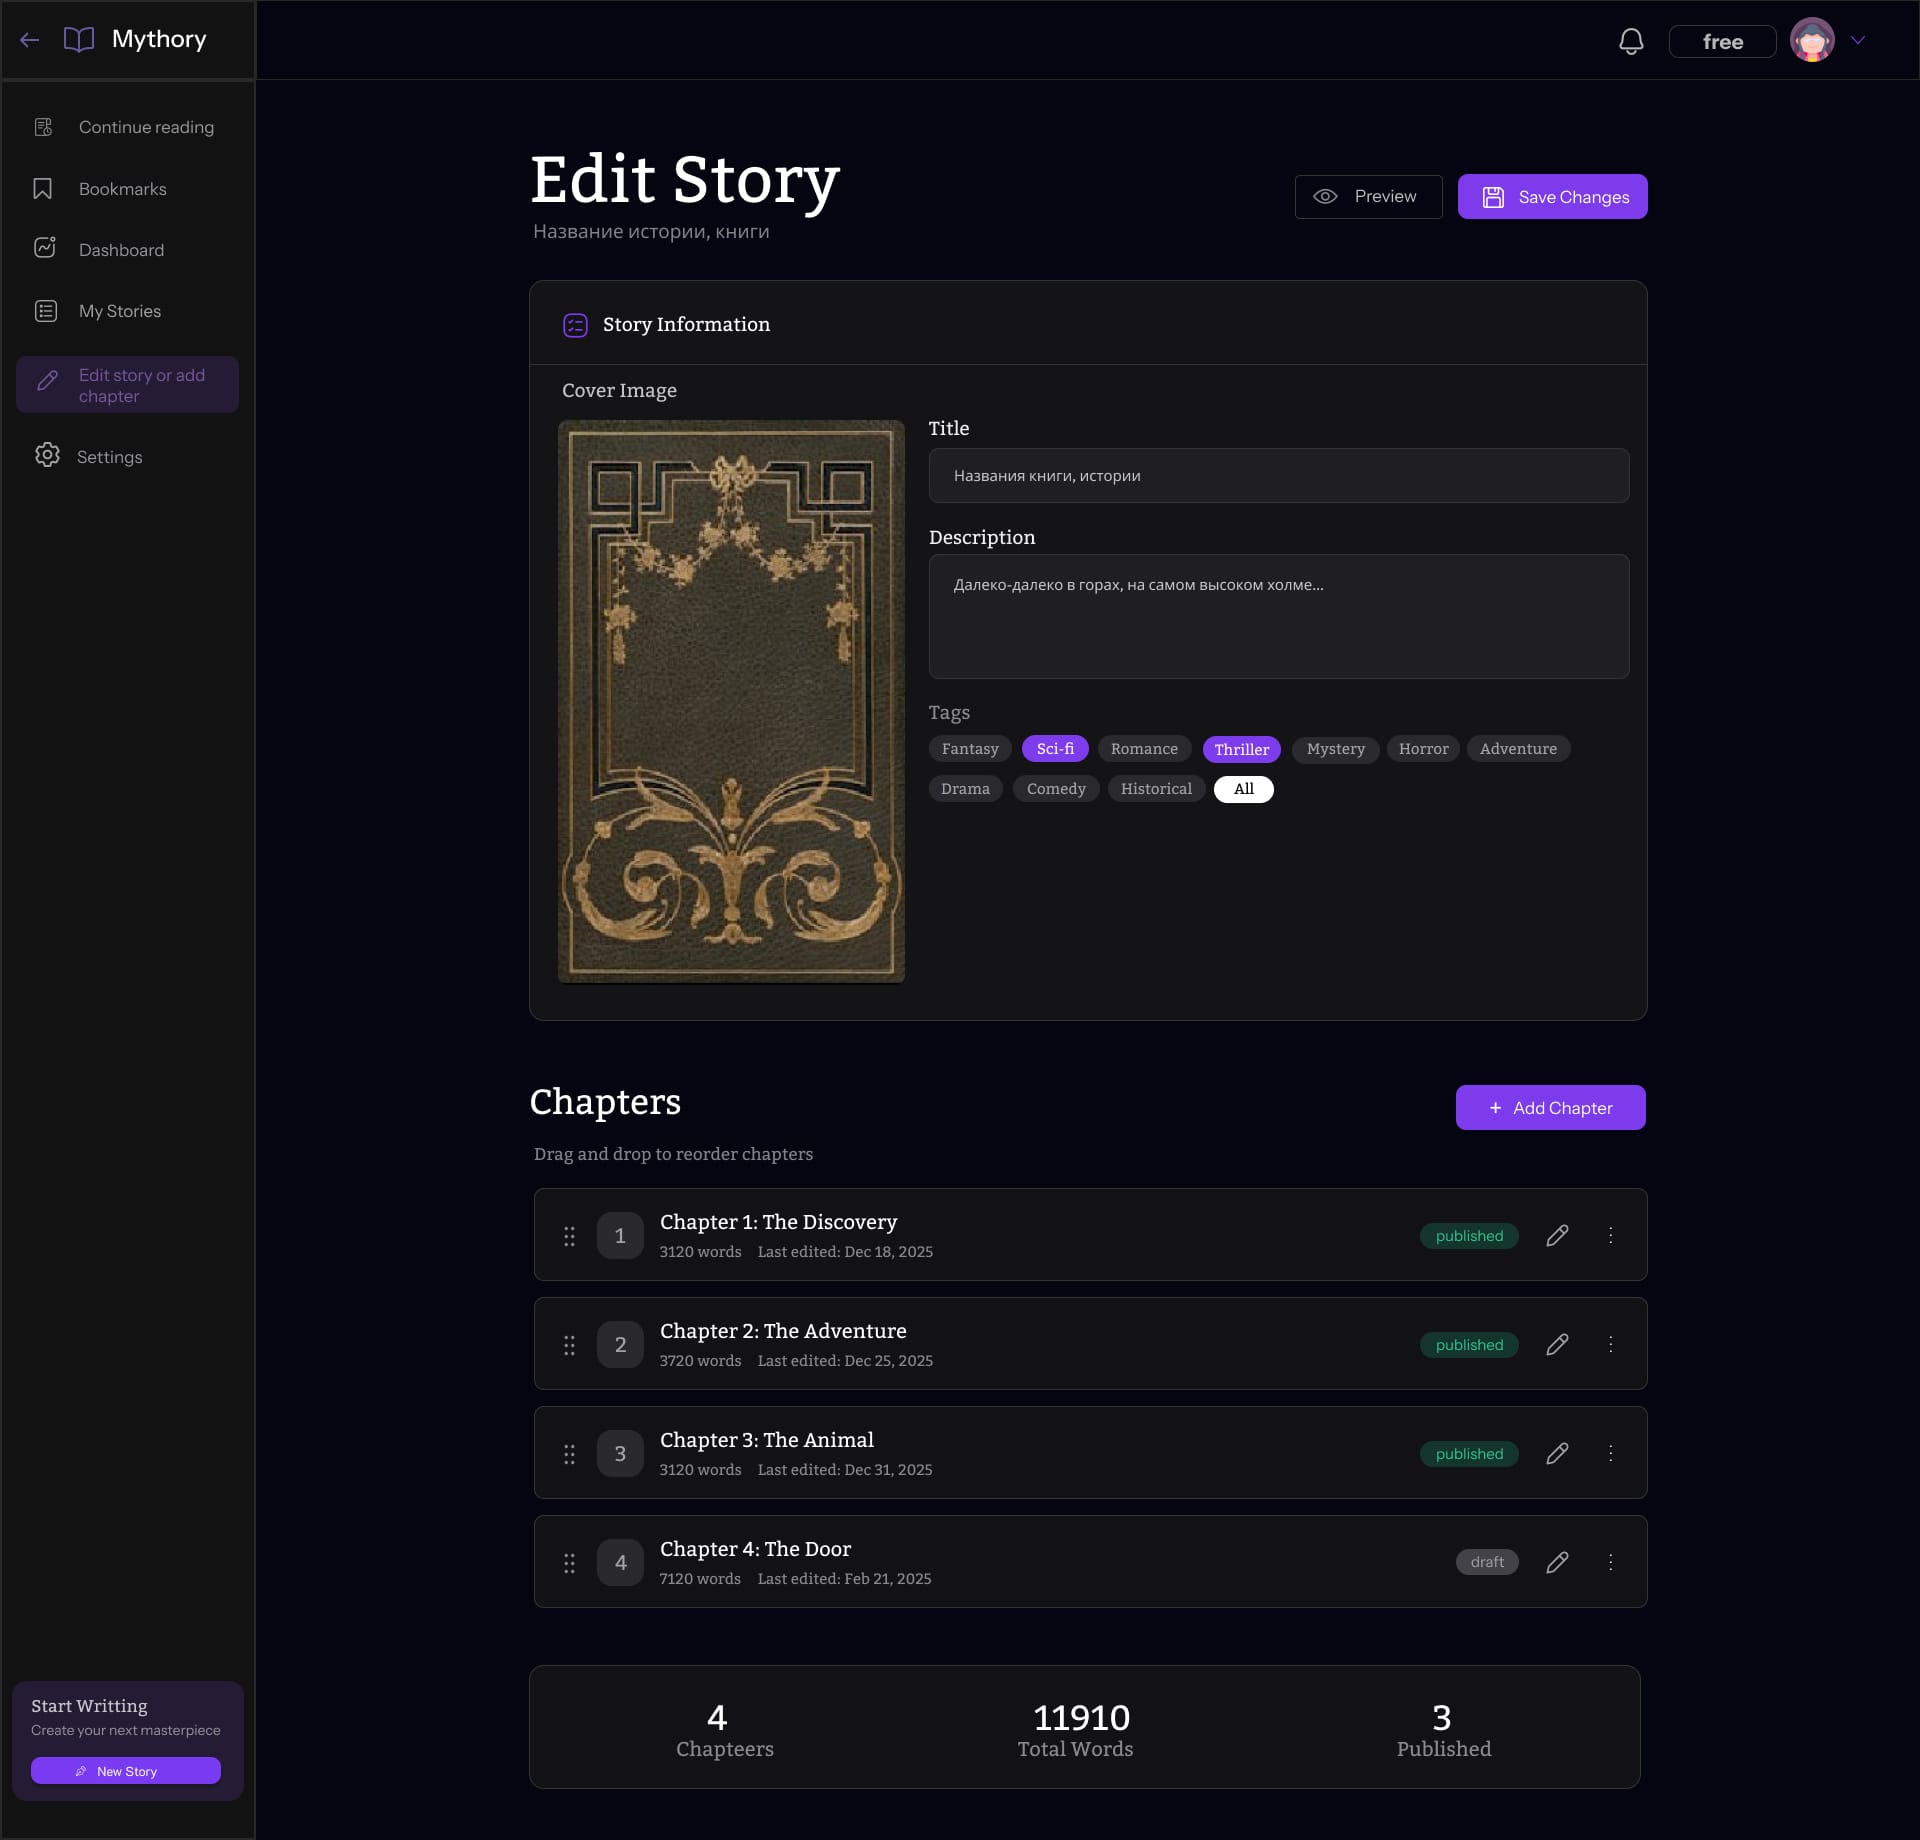 Mythory
free
Continue reading
Bookmarks
Dashboard
My Stories
Edit story or add
chapter
Settings
Start Writting
Create your next masterpiece
New Story
Edit Story
Название истории, книги
Preview
Save Changes
Story Information
Cover Image
Title
Названия книги, истории
Description
Далеко-далеко в горах, на самом высоком холме...
Tags
Fantasy Sci-fi Romance Thriller Mystery Horror Adventure
Drama Comedy Historical All
Chapters
+ Add Chapter
Drag and drop to reorder chapters
1
Chapter 1: The Discovery
3120 words Last edited: Dec 18, 2025
published
2
Chapter 2: The Adventure
3720 words Last edited: Dec 25, 2025
published
3
Chapter 3: The Animal
3120 words Last edited: Dec 31, 2025
published
4
Chapter 4: The Door
7120 words Last edited: Feb 21, 2025
draft
4
Chapteers
11910
Total Words
3
Published